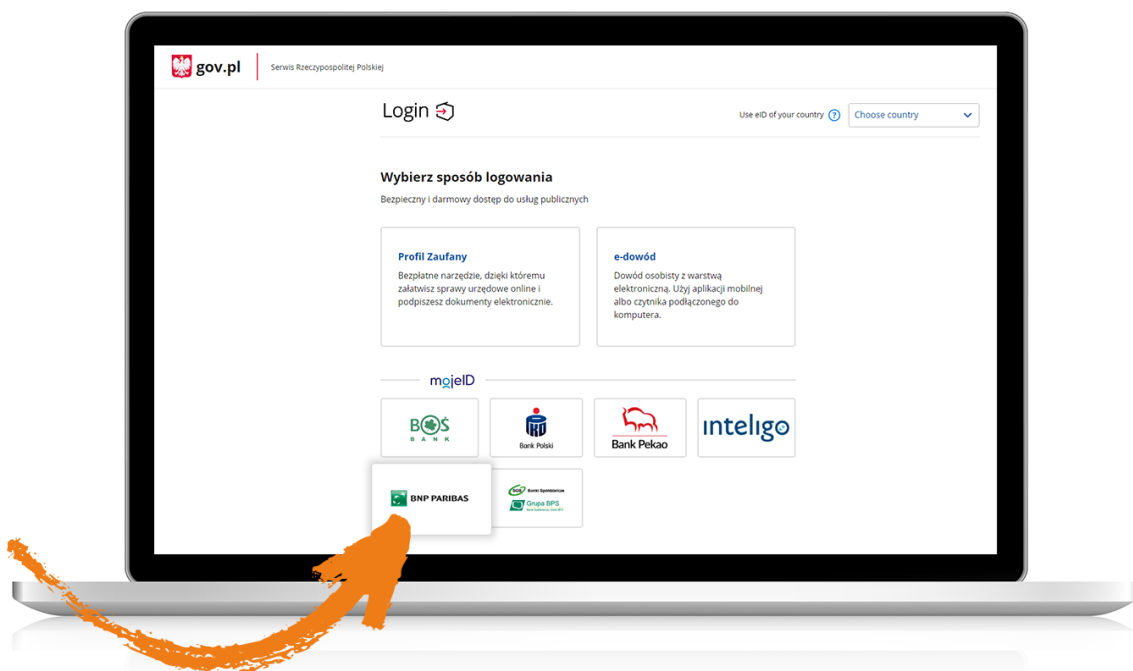 gov.pl
Serwis Rzeczypospolitej Polskiej
Login
Use eID of your country ?
Choose country
Wybierz sposób logowania
Bezpieczny i darmowy dostęp do usług publicznych
Profil Zaufany
Bezpłatne narzędzie, dzięki któremu
załatwisz sprawy urzędowe online i
podpiszesz dokumenty elektronicznie.
e-dowód
Dowód osobisty z warstwą
elektroniczną. Użyj aplikacji mobilnej
albo czytnika podłączonego do
komputera.
mojeID
BOŚ
BANK
Bank Polski
Bank Pekao
inteligo
BNP PARIBAS
SGB Banki Spółdzielcze
Grupa BPS